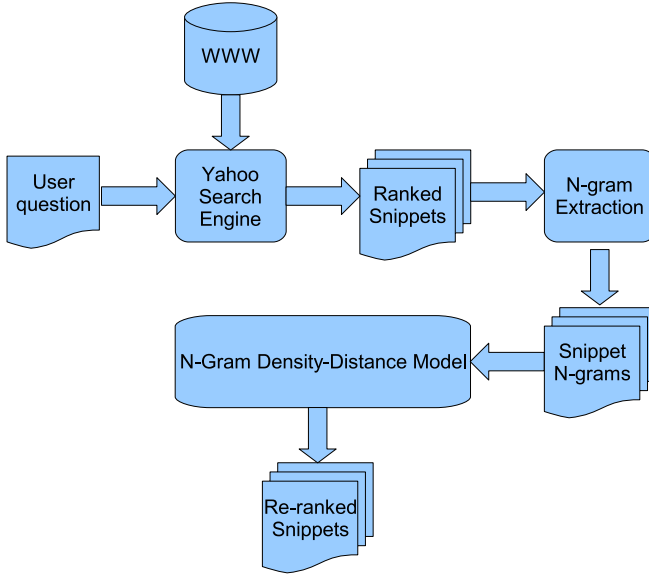 WWW
User
question
Yahoo
Search
Engine
Ranked
Snippets
N-gram
Extraction
N-Gram Density-Distance Model
Snippet
N-grams
Re-ranked
Snippets